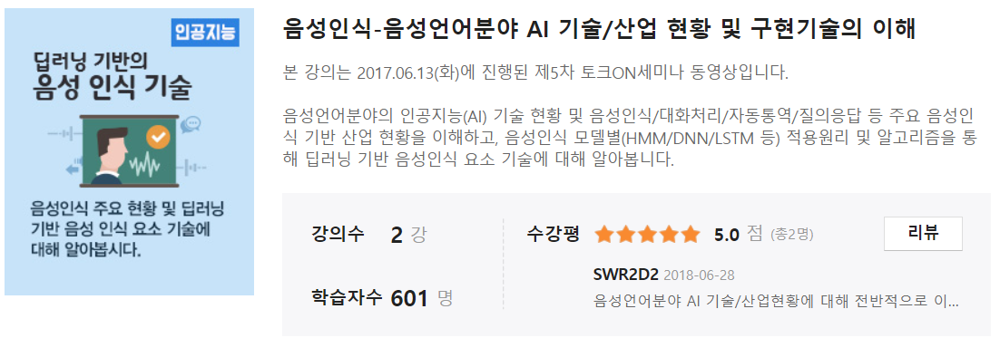 인공지능
딥러닝 기반의
음성 인식 기술
음성인식 주요 현황 및 딥러닝
기반 음성 인식 요소 기술에
대해 알아봅시다.
음성인식-음성언어분야 AI 기술/산업 현황 및 구현기술의 이해
본 강의는 2017.06.13(화)에 진행된 제5차 토크ON세미나 동영상입니다.
음성언어분야의 인공지능(AI) 기술 현황 및 음성인식/대화처리/자동통역/질의응답 등 주요 음성인
식 기반 산업 현황을 이해하고, 음성인식 모델별(HMM/DNN/LSTM 등) 적용원리 및 알고리즘을 통
해 딥러닝 기반 음성인식 요소 기술에 대해 알아봅니다.
강의수 2 강
학습자수 601 명
수강평 5.0 점 (총2명) 리뷰
SWR2D2 2018-06-28
음성언어분야 AI 기술/산업현황에 대해 전반적으로 이...